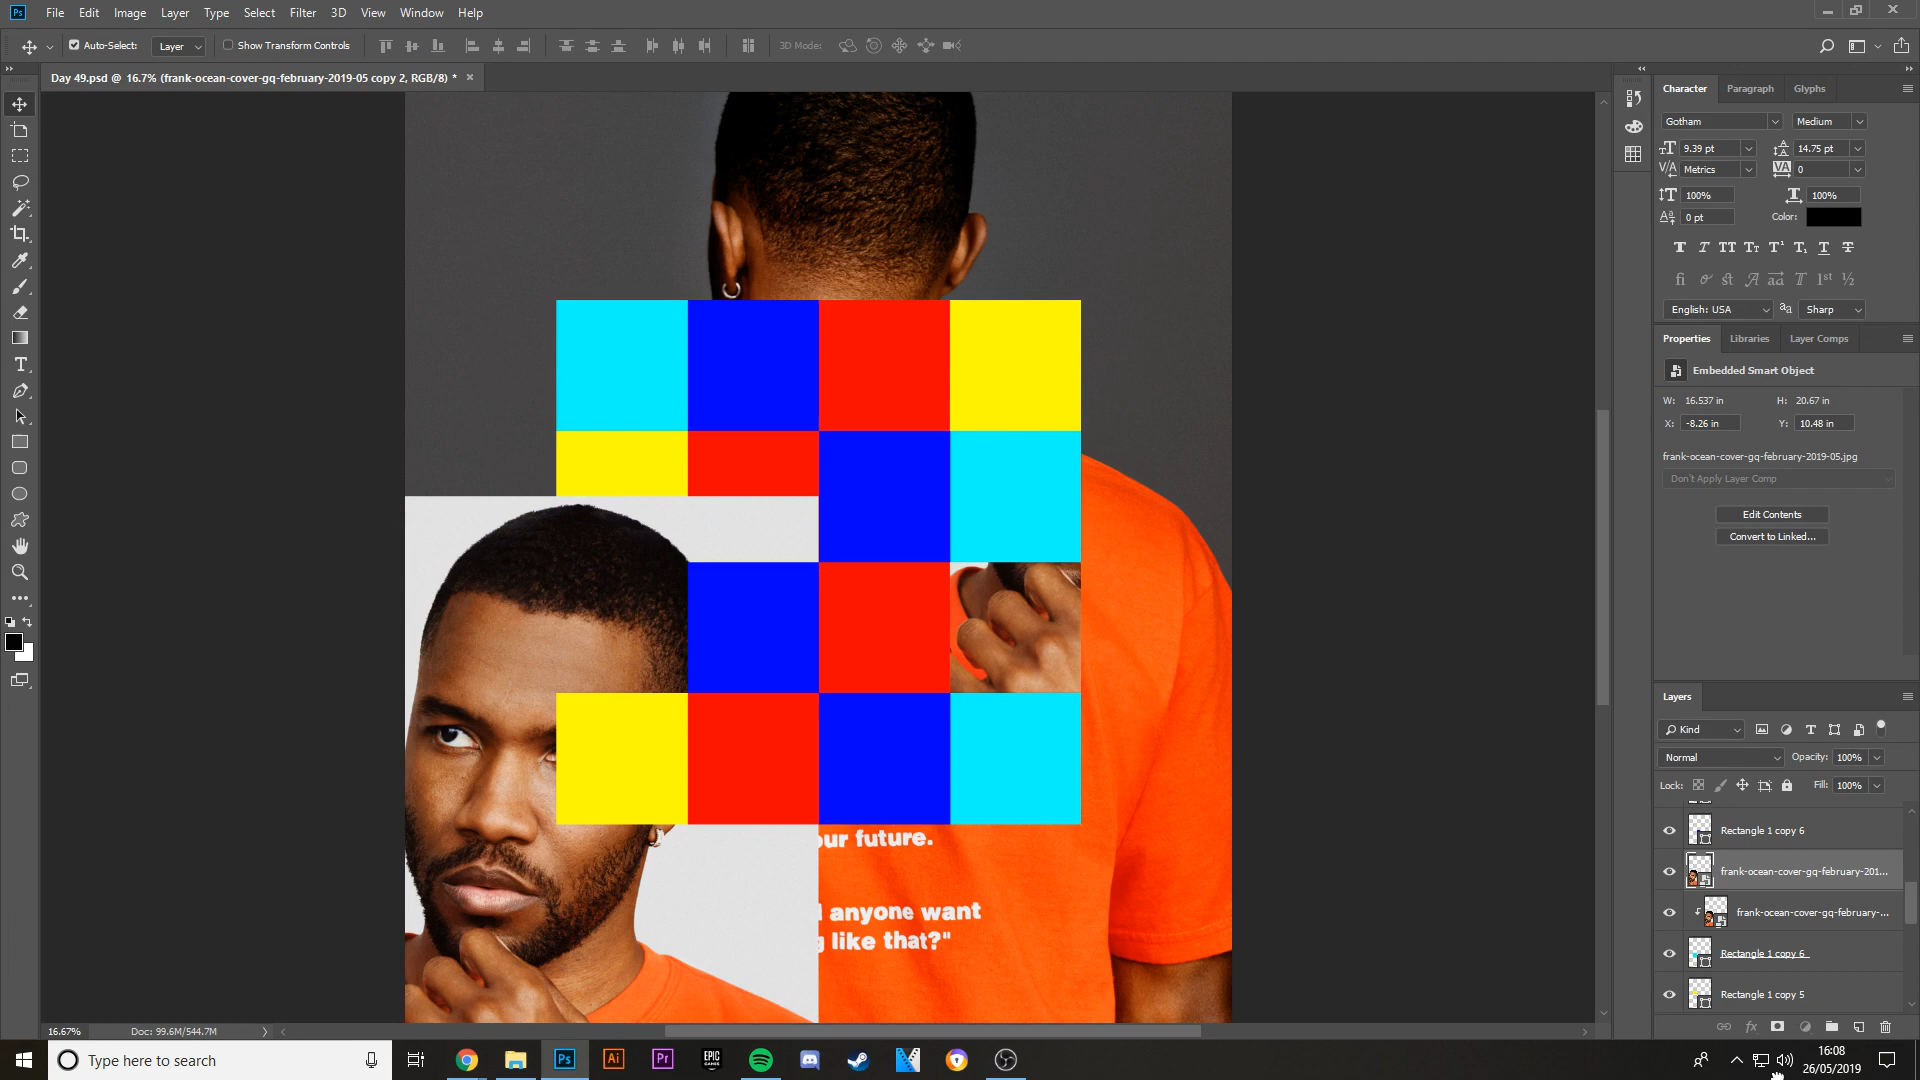 File Edit Image Layer Type Select Filter 3D View Window Help
Auto-Select: Layer Show Transform Controls 3D Mode:
Day 49.psd @ 16.7% (frank-ocean-cover-gq-february-2019-05 copy 2, RGB/8) *
Character Paragraph Glyphs
Gotham Medium
9.39 pt 14.75 pt
Metrics 0
100% 100%
0 pt Color:
English: USA Sharp
Properties Libraries Layer Comps
Embedded Smart Object
W: 16.537 in H: 20.67 in
X: -8.26 in Y: 10.48 in
frank-ocean-cover-gq-february-2019-05.jpg
Don't Apply Layer Comp
Edit Contents
Convert to Linked...
Layers
Kind
Normal Opacity: 100%
Lock: Fill: 100%
Rectangle 1 copy 6
frank-ocean-cover-gq-february-201...
frank-ocean-cover-gq-february-...
Rectangle 1 copy 6
Rectangle 1 copy 5
our future.
anyone want
like that?"
16.67% Doc: 99.6M/544.7M
Type here to search
Ps Ai Pr EPIC GAMES
16:08
26/05/2019